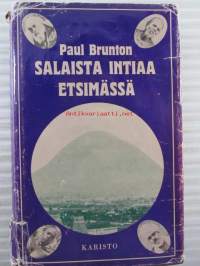 Paul Brunton
SALAISTA INTIAA
ETSIMÄSSÄ
antikvariaatti.net
KARISTO